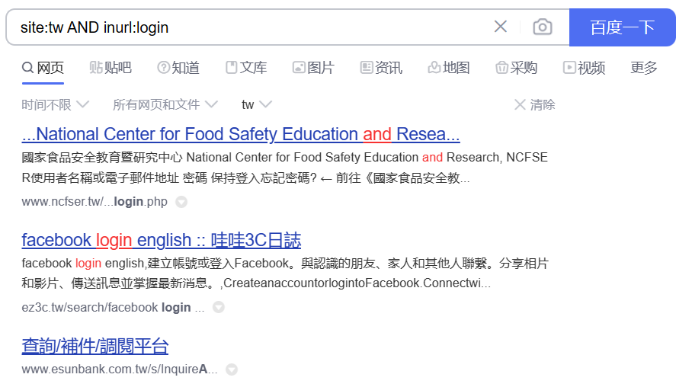 site:tw AND inurl:login
百度一下
网页 贴吧 知道 文库 图片 资讯 地图 采购 视频 更多
时间不限 所有网页和文件 tw 清除
...National Center for Food Safety Education and Resea...
國家食品安全教育暨研究中心 National Center for Food Safety Education and Research, NCFSE
R使用者名稱或電子郵件地址 密碼 保持登入忘記密碼? ← 前往《國家食品安全教...
www.ncfser.tw/...login.php
facebook login english :: 哇哇3C日誌
facebook login english,建立帳號或登入Facebook。與認識的朋友、家人和其他人聯繫。分享相片
和影片、傳送訊息並掌握最新消息。,CreateanaccountorlogintoFacebook.Connectwi...
ez3c.tw/search/facebook login ...
查詢/補件/調閱平台
www.esunbank.com.tw/s/InquireA...